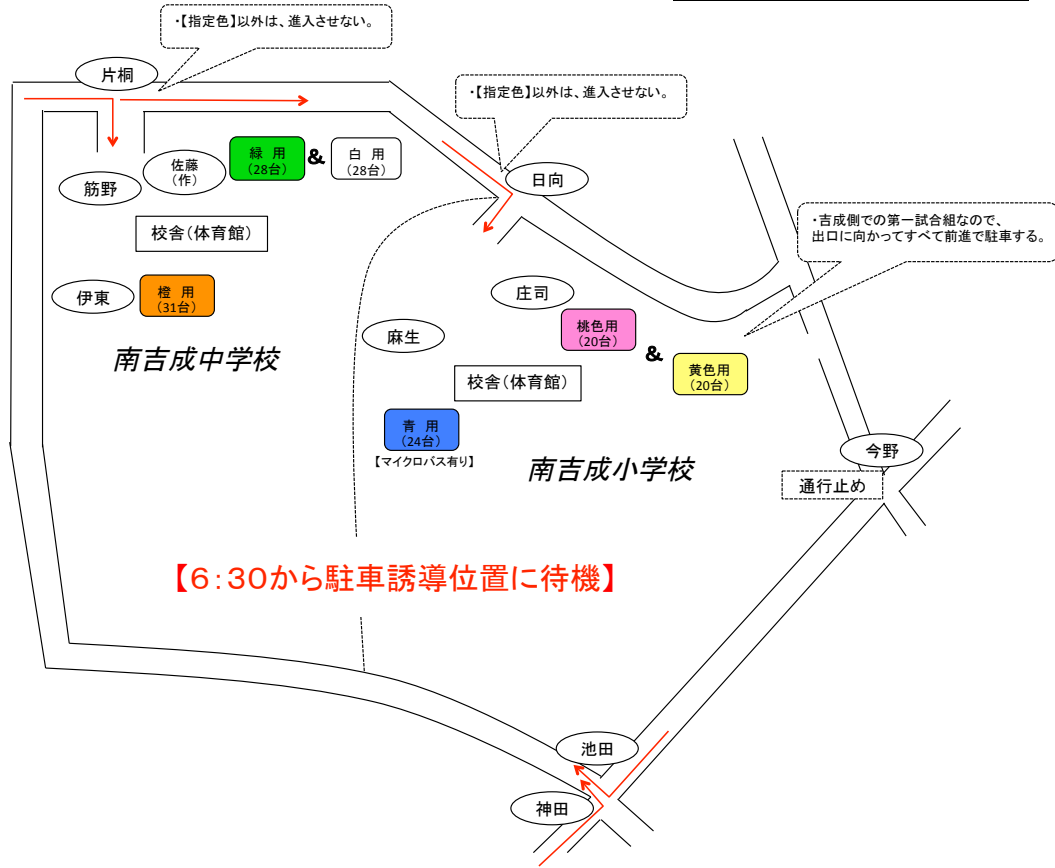 ・【指定色】以外は、進入させない。
片桐
・【指定色】以外は、進入させない。
緑 用
(28台)
&
白 用
(28台)
佐藤
(作)
筋野
日向
・吉成側での第一試合組なので、
出口に向かってすべて前進で駐車する。
校舎(体育館)
伊東
橙 用
(31台)
庄司
麻生
桃色用
(20台)
&
黄色用
(20台)
南吉成中学校
校舎(体育館)
青 用
(24台)
【マイクロバス有り】
南吉成小学校
今野
通行止め
【6:30から駐車誘導位置に待機】
池田
神田